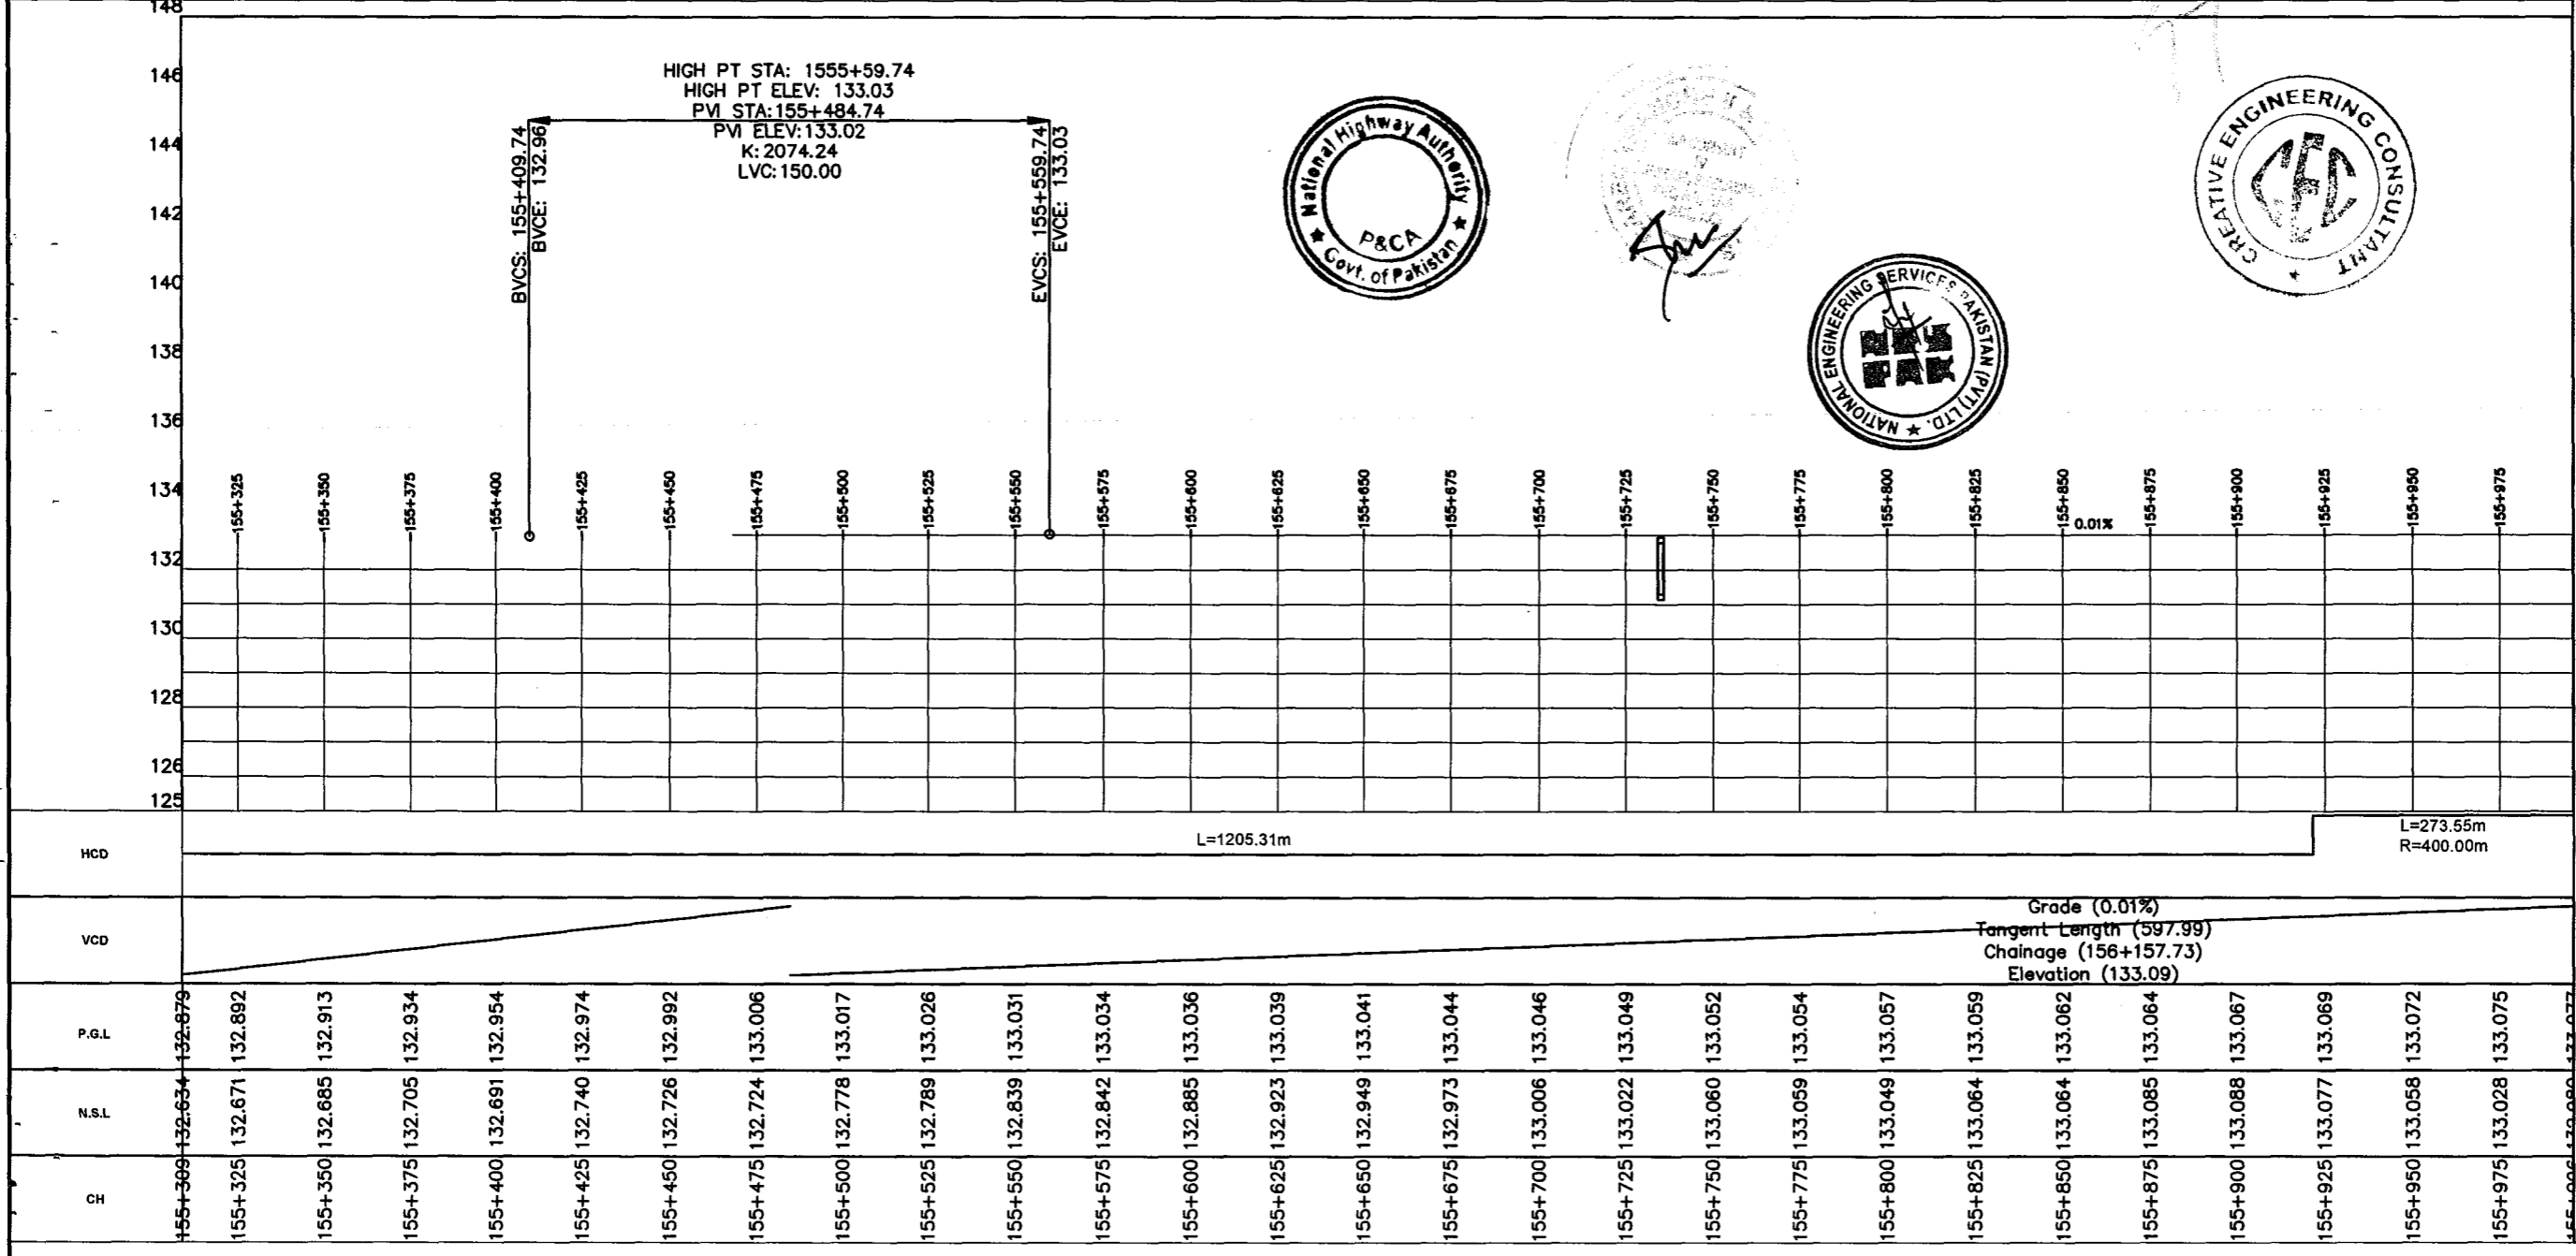 148
146
144
142
140
138
136
134
132
130
128
126
125
HIGH PT STA: 1555+59.74
HIGH PT ELEV: 133.03
PVI STA:155+484.74
PVI ELEV:133.02
K: 2074.24
LVC:150.00
BVCS: 155+409.74
BVCE: 132.96
EVCS: 155+559.74
EVCE: 133.03
National Highway Authority
P&CA
★ Govt. of Pakistan ★
NATIONAL ENGINEERING SERVICES PAKISTAN (PVT) LTD. ★
CREATIVE ENGINEERING CONSULTANT ★
CEC
155+325 155+350 155+375 155+400 155+425 155+450 155+475 155+500 155+525 155+550 155+575 155+600 155+625 155+650 155+675 155+700 155+725 155+750 155+775 155+800 155+825 155+850 0.01% 155+875 155+900 155+925 155+950 155+975
HCD
L=1205.31m
L=273.55m
R=400.00m
VCD
Grade (0.01%)
Tangent Length (597.99)
Chainage (156+157.73)
Elevation (133.09)
P.G.L 132.879 132.892 132.913 132.934 132.954 132.974 132.992 133.006 133.017 133.026 133.031 133.034 133.036 133.039 133.041 133.044 133.046 133.049 133.052 133.054 133.057 133.059 133.062 133.064 133.067 133.069 133.072 133.075 133.077
N.S.L 132.634 132.671 132.685 132.705 132.691 132.740 132.726 132.724 132.778 132.789 132.839 132.842 132.885 132.923 132.949 132.973 133.006 133.022 133.060 133.059 133.049 133.064 133.064 133.085 133.088 133.077 133.058 133.028
CH 155+309 155+325 155+350 155+375 155+400 155+425 155+450 155+475 155+500 155+525 155+550 155+575 155+600 155+625 155+650 155+675 155+700 155+725 155+750 155+775 155+800 155+825 155+850 155+875 155+900 155+925 155+950 155+975